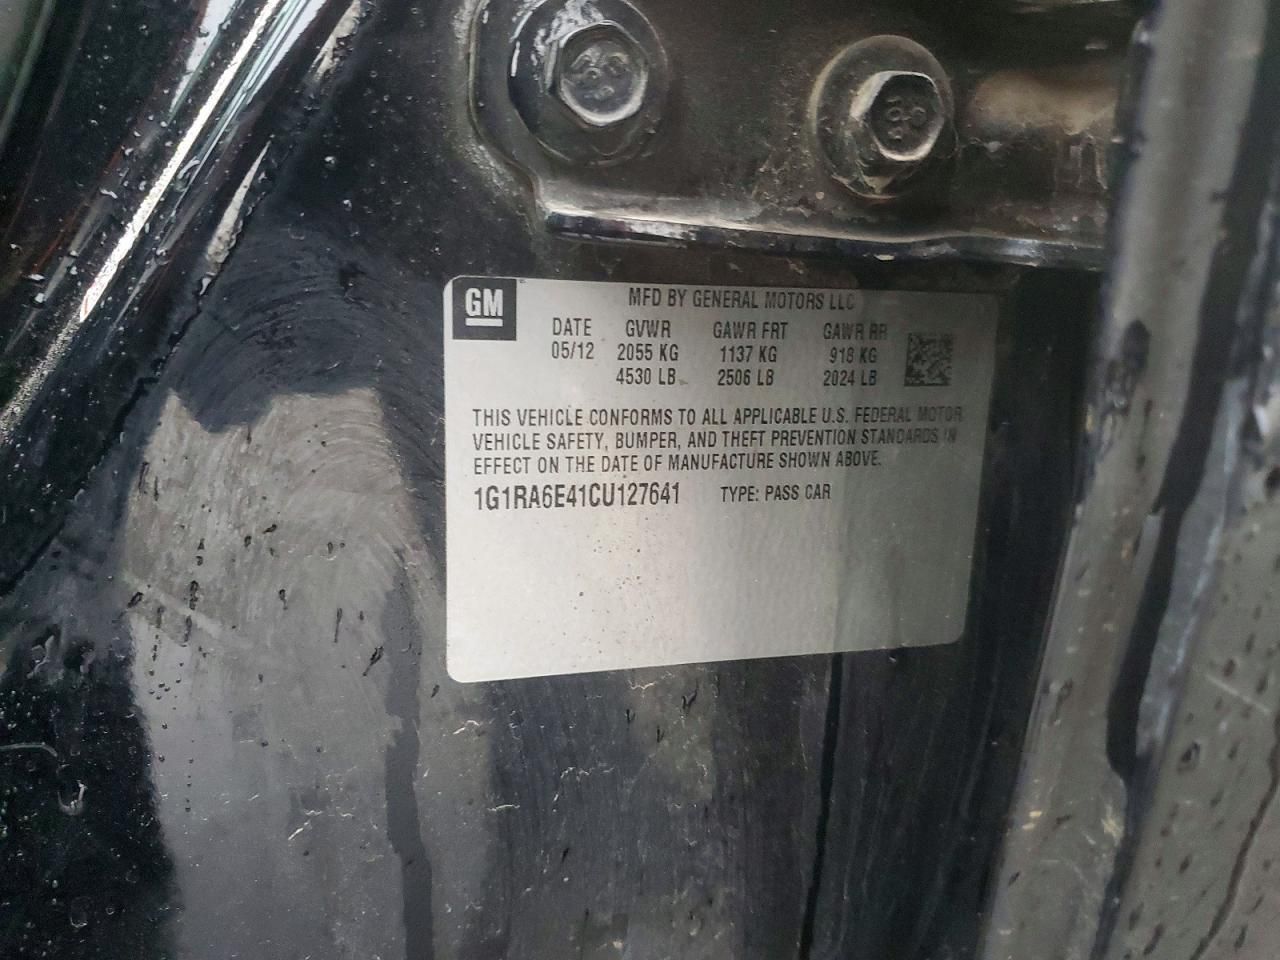 GM
MFD BY GENERAL MOTORS LLC
DATE GVWR GAWR FRT GAWR RR
05/12 2055 KG 1137 KG 918 KG
4530 LB 2506 LB 2024 LB
THIS VEHICLE CONFORMS TO ALL APPLICABLE U.S. FEDERAL MOTOR
VEHICLE SAFETY, BUMPER, AND THEFT PREVENTION STANDARDS IN
EFFECT ON THE DATE OF MANUFACTURE SHOWN ABOVE.
1G1RA6E41CU127641 TYPE: PASS CAR